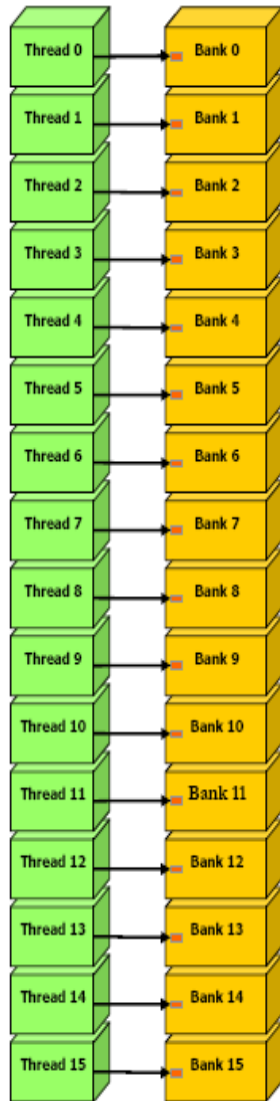 Thread 0 Bank 0
Thread 1 Bank 1
Thread 2 Bank 2
Thread 3 Bank 3
Thread 4 Bank 4
Thread 5 Bank 5
Thread 6 Bank 6
Thread 7 Bank 7
Thread 8 Bank 8
Thread 9 Bank 9
Thread 10 Bank 10
Thread 11 Bank 11
Thread 12 Bank 12
Thread 13 Bank 13
Thread 14 Bank 14
Thread 15 Bank 15